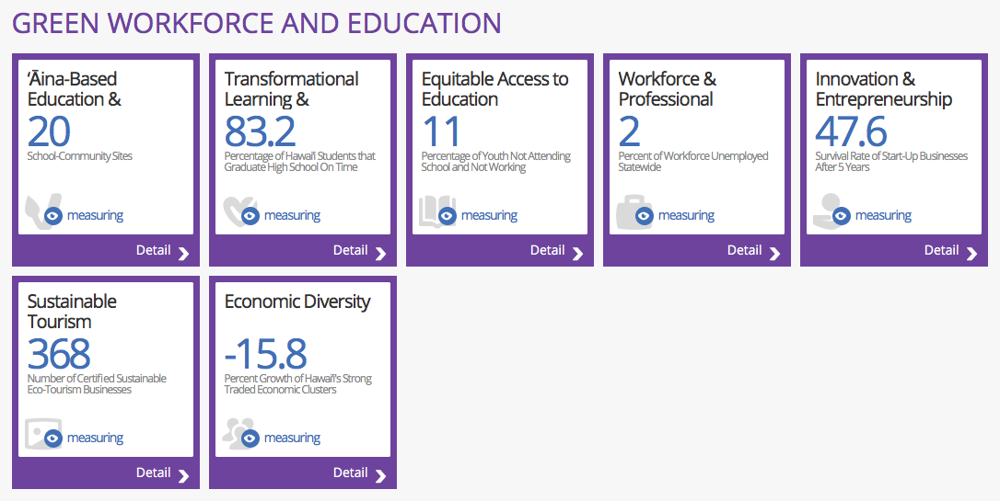 GREEN WORKFORCE AND EDUCATION
ʻĀina-Based
Education &
20
School-Community Sites
measuring
Detail
Transformational
Learning &
83.2
Percentage of Hawaiʻi Students that
Graduate High School On Time
measuring
Detail
Equitable Access to
Education
11
Percentage of Youth Not Attending
School and Not Working
measuring
Detail
Workforce &
Professional
2
Percent of Workforce Unemployed
Statewide
measuring
Detail
Innovation &
Entrepreneurship
47.6
Survival Rate of Start-Up Businesses
After 5 Years
measuring
Detail
Sustainable
Tourism
368
Number of Certified Sustainable
Eco-Tourism Businesses
measuring
Detail
Economic Diversity
-15.8
Percent Growth of Hawaiʻi's Strong
Traded Economic Clusters
measuring
Detail